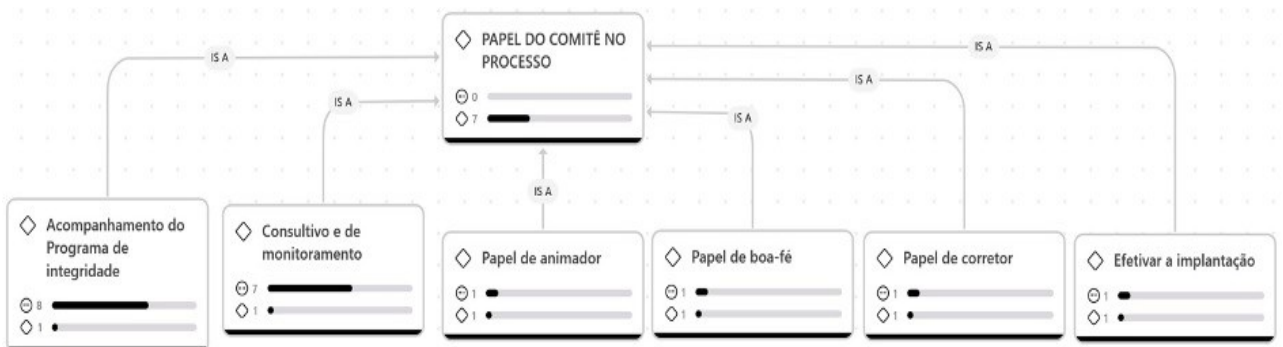 PAPEL DO COMITÊ NO
PROCESSO
0
7
IS A
IS A
IS A
IS A
IS A
IS A
Acompanhamento do
Programa de
integridade
8
1
Consultivo e de
monitoramento
7
1
Papel de animador
1
1
Papel de boa-fé
1
1
Papel de corretor
1
1
Efetivar a implantação
1
1